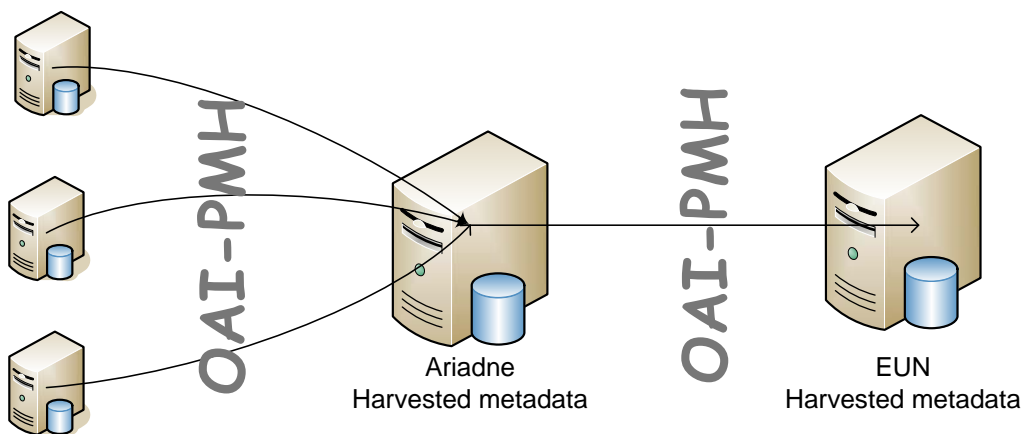 OAI-PMH
OAI-PMH
Ariadne
Harvested metadata
EUN
Harvested metadata